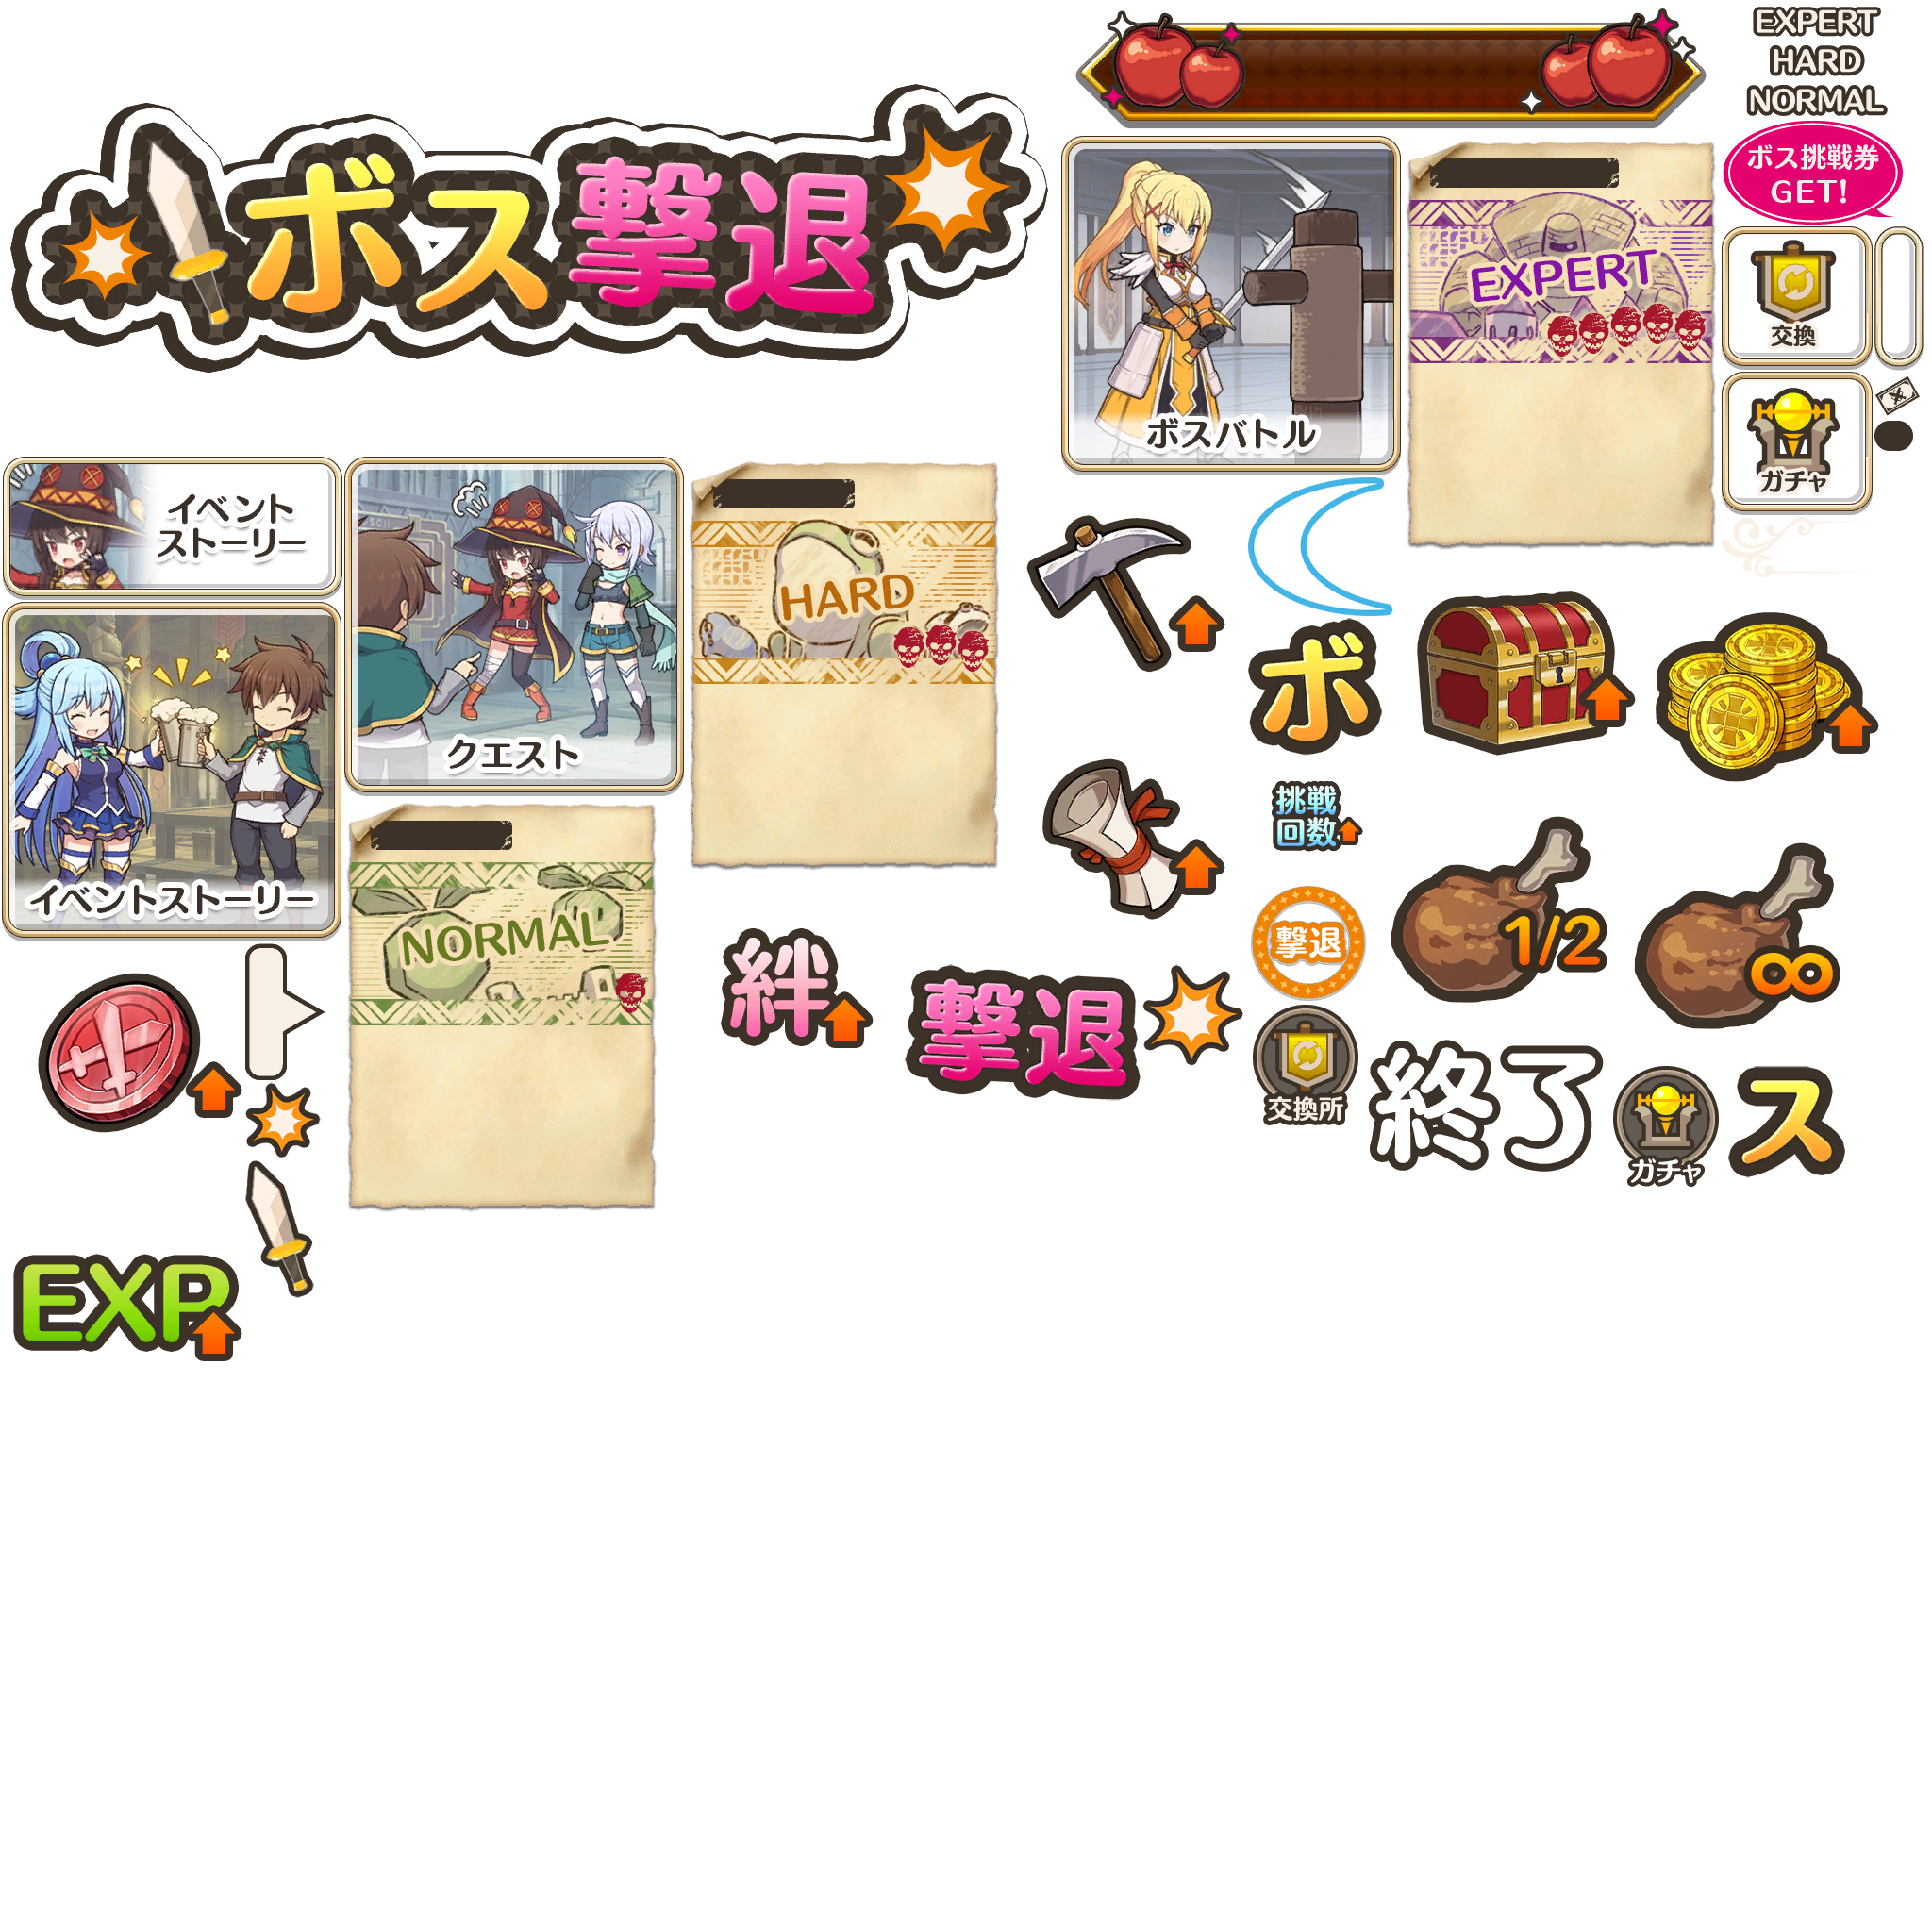 EXPERT
HARD
NORMAL
ボス撃退
ボス挑戦券
GET!
EXPERT
交換
ボスバトル
ガチャ
イベント
ストーリー
クエスト
HARD
イベントストーリー
NORMAL
ボ
挑戦
回数
撃退
1/2
∞
絆
撃退
交換所
終了
ガチャ
ス
EXP